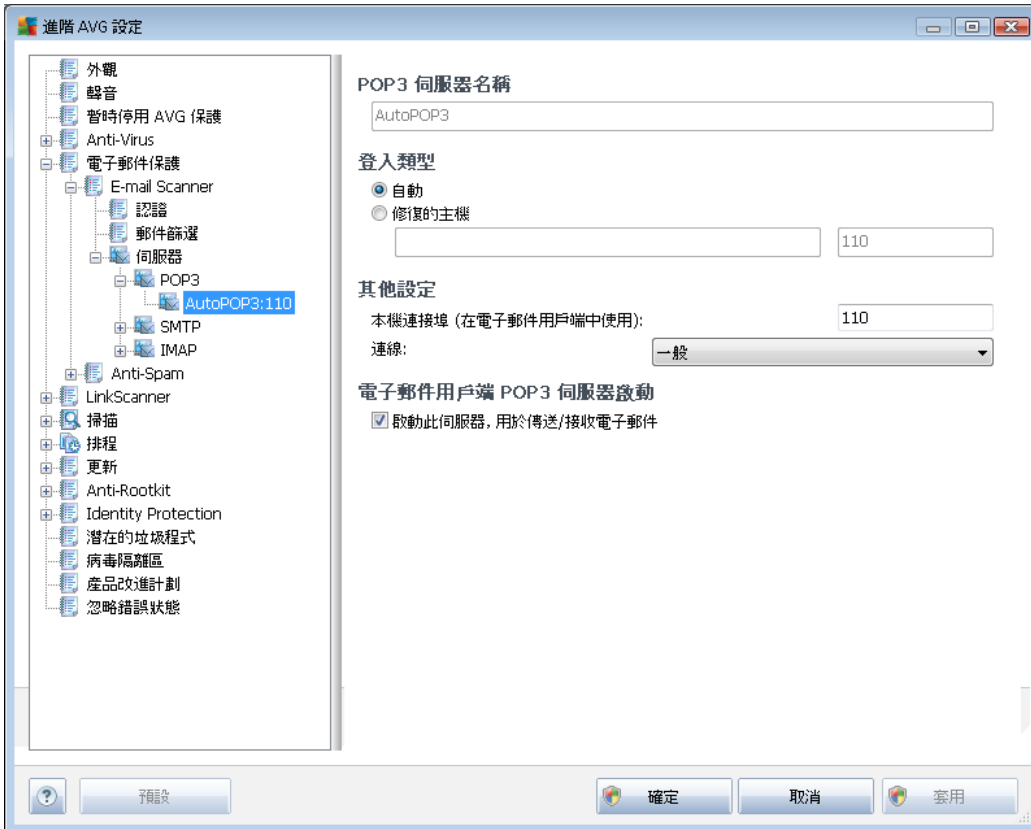 進階 AVG 設定
外觀
聲音
暫時停用 AVG 保護
Anti-Virus
電子郵件保護
E-mail Scanner
認證
郵件篩選
伺服器
POP3
AutoPOP3:110
SMTP
IMAP
Anti-Spam
LinkScanner
掃描
排程
更新
Anti-Rootkit
Identity Protection
潛在的垃圾程式
病毒隔離區
產品改進計劃
忽略錯誤狀態
POP3 伺服器名稱
AutoPOP3
登入類型
自動
修復的主機
110
其他設定
本機連接埠 (在電子郵件用戶端中使用):
110
連線:
一般
電子郵件用戶端 POP3 伺服器啟動
啟動此伺服器, 用於傳送/接收電子郵件
?
預設
確定
取消
套用